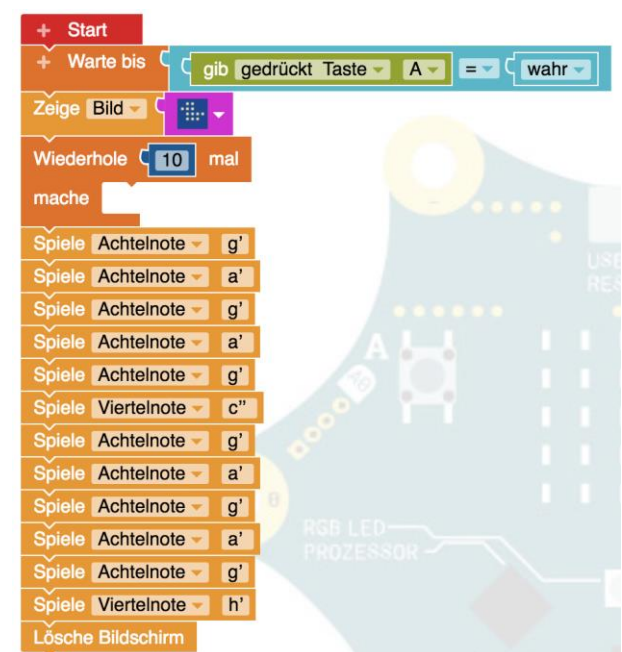 + Start
+ Warte bis gib gedrückt Taste A = wahr
Zeige Bild
Wiederhole 10 mal
mache
Spiele Achtelnote g'
Spiele Achtelnote a'
Spiele Achtelnote g'
Spiele Achtelnote a'
Spiele Achtelnote g'
Spiele Viertelnote c''
Spiele Achtelnote g'
Spiele Achtelnote a'
Spiele Achtelnote g'
Spiele Achtelnote a'
Spiele Achtelnote g'
Spiele Viertelnote h'
Lösche Bildschirm
USB
A
RGB LED
PROZESSOR